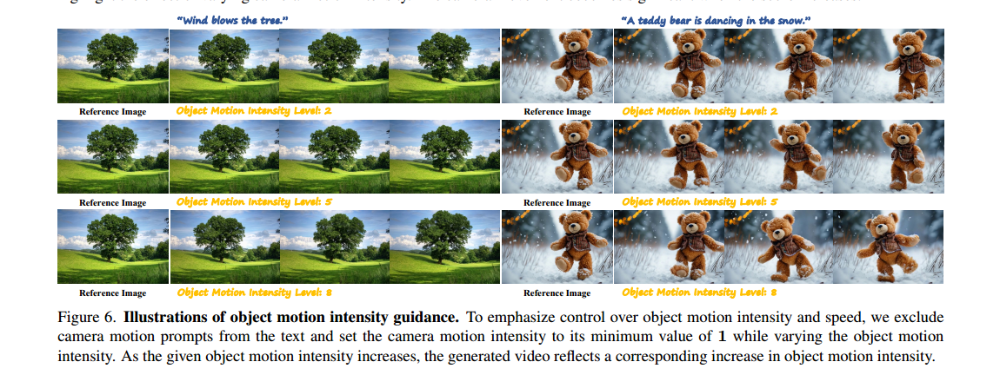 “Wind blows the tree.” “A teddy bear is dancing in the snow.”
Reference Image Object Motion Intensity Level: 2 Reference Image Object Motion Intensity Level: 2
Reference Image Object Motion Intensity Level: 5 Reference Image Object Motion Intensity Level: 5
Reference Image Object Motion Intensity Level: 8 Reference Image Object Motion Intensity Level: 8
Figure 6. Illustrations of object motion intensity guidance. To emphasize control over object motion intensity and speed, we exclude
camera motion prompts from the text and set the camera motion intensity to its minimum value of 1 while varying the object motion
intensity. As the given object motion intensity increases, the generated video reflects a corresponding increase in object motion intensity.